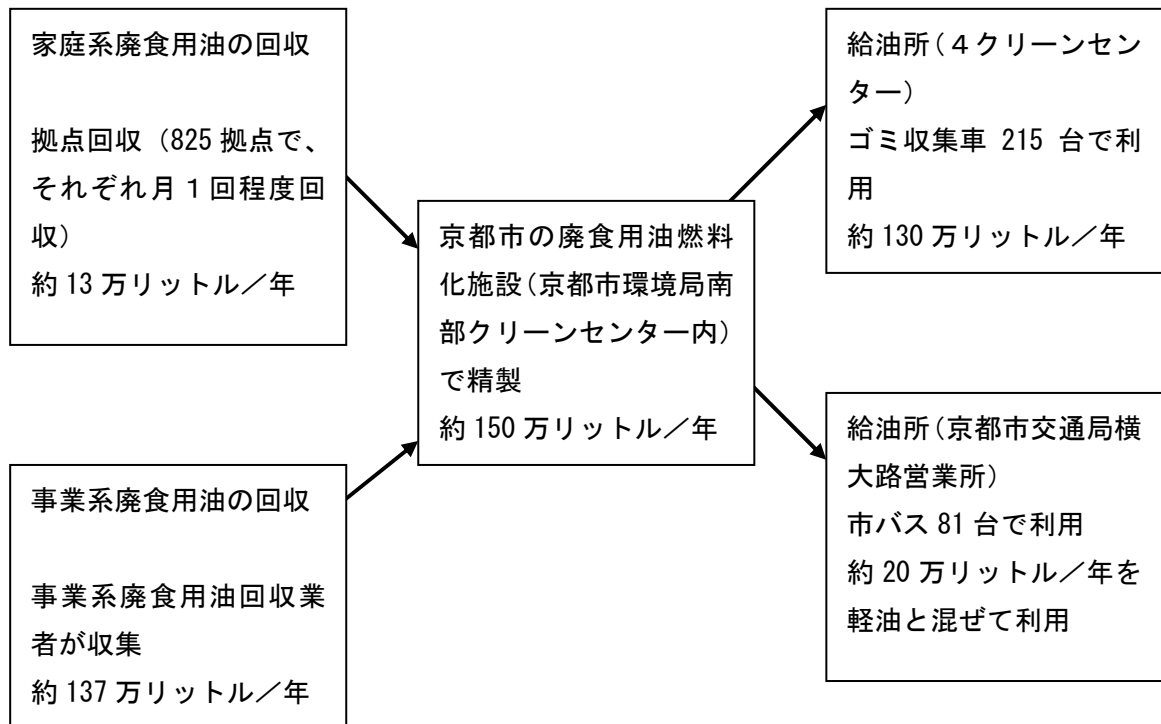 家庭系廃食用油の回収
拠点回収（825 拠点で、
それぞれ月１回程度回
収）
約 13 万リットル／年
事業系廃食用油の回収
事業系廃食用油回収業
者が収集
約 137 万リットル／年
京都市の廃食用油燃料
化施設（京都市環境局南
部クリーンセンター内）
で精製
約 150 万リットル／年
給油所（４クリーンセン
ター）
ゴミ収集車 215 台で利
用
約 130 万リットル／年
給油所（京都市交通局横
大路営業所）
市バス 81 台で利用
約 20 万リットル／年を
軽油と混ぜて利用